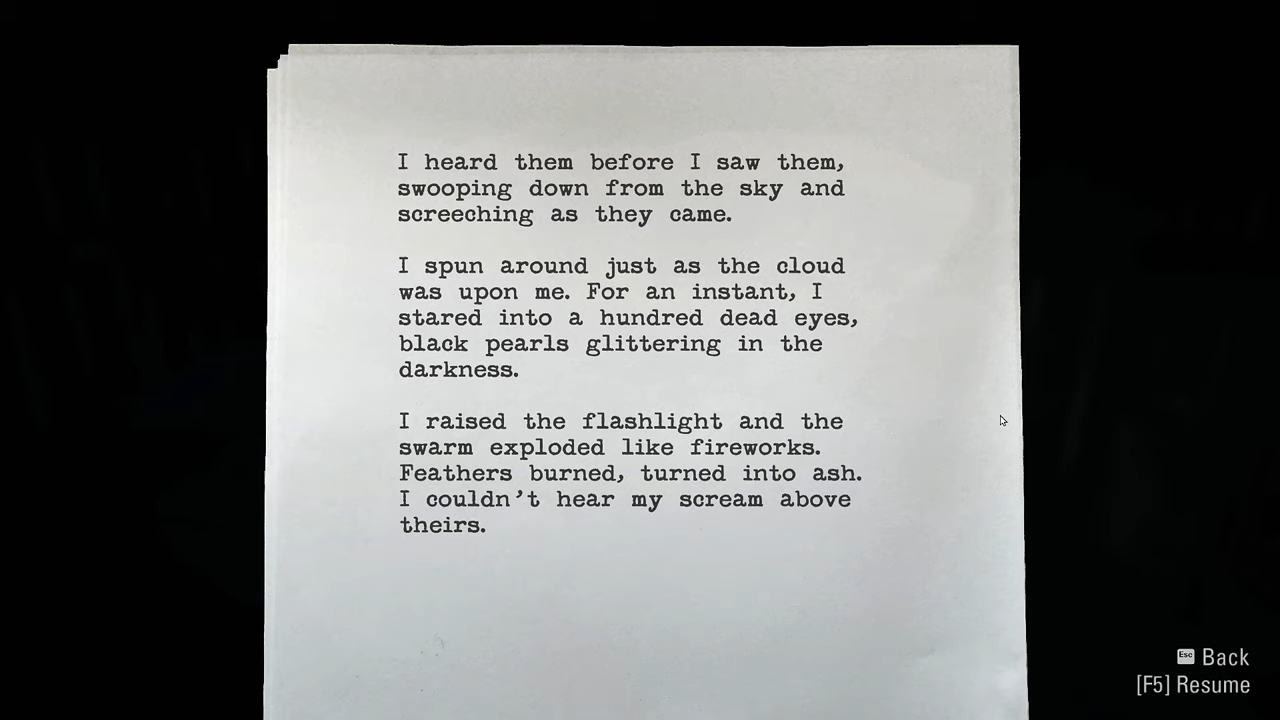 I heard them before I saw them,
swooping down from the sky and
screeching as they came.
I spun around just as the cloud
was upon me. For an instant, I
stared into a hundred dead eyes,
black pearls glittering in the
darkness.
I raised the flashlight and the
swarm exploded like fireworks.
Feathers burned, turned into ash.
I couldn't hear my scream above
theirs.
Esc Back
[F5] Resume